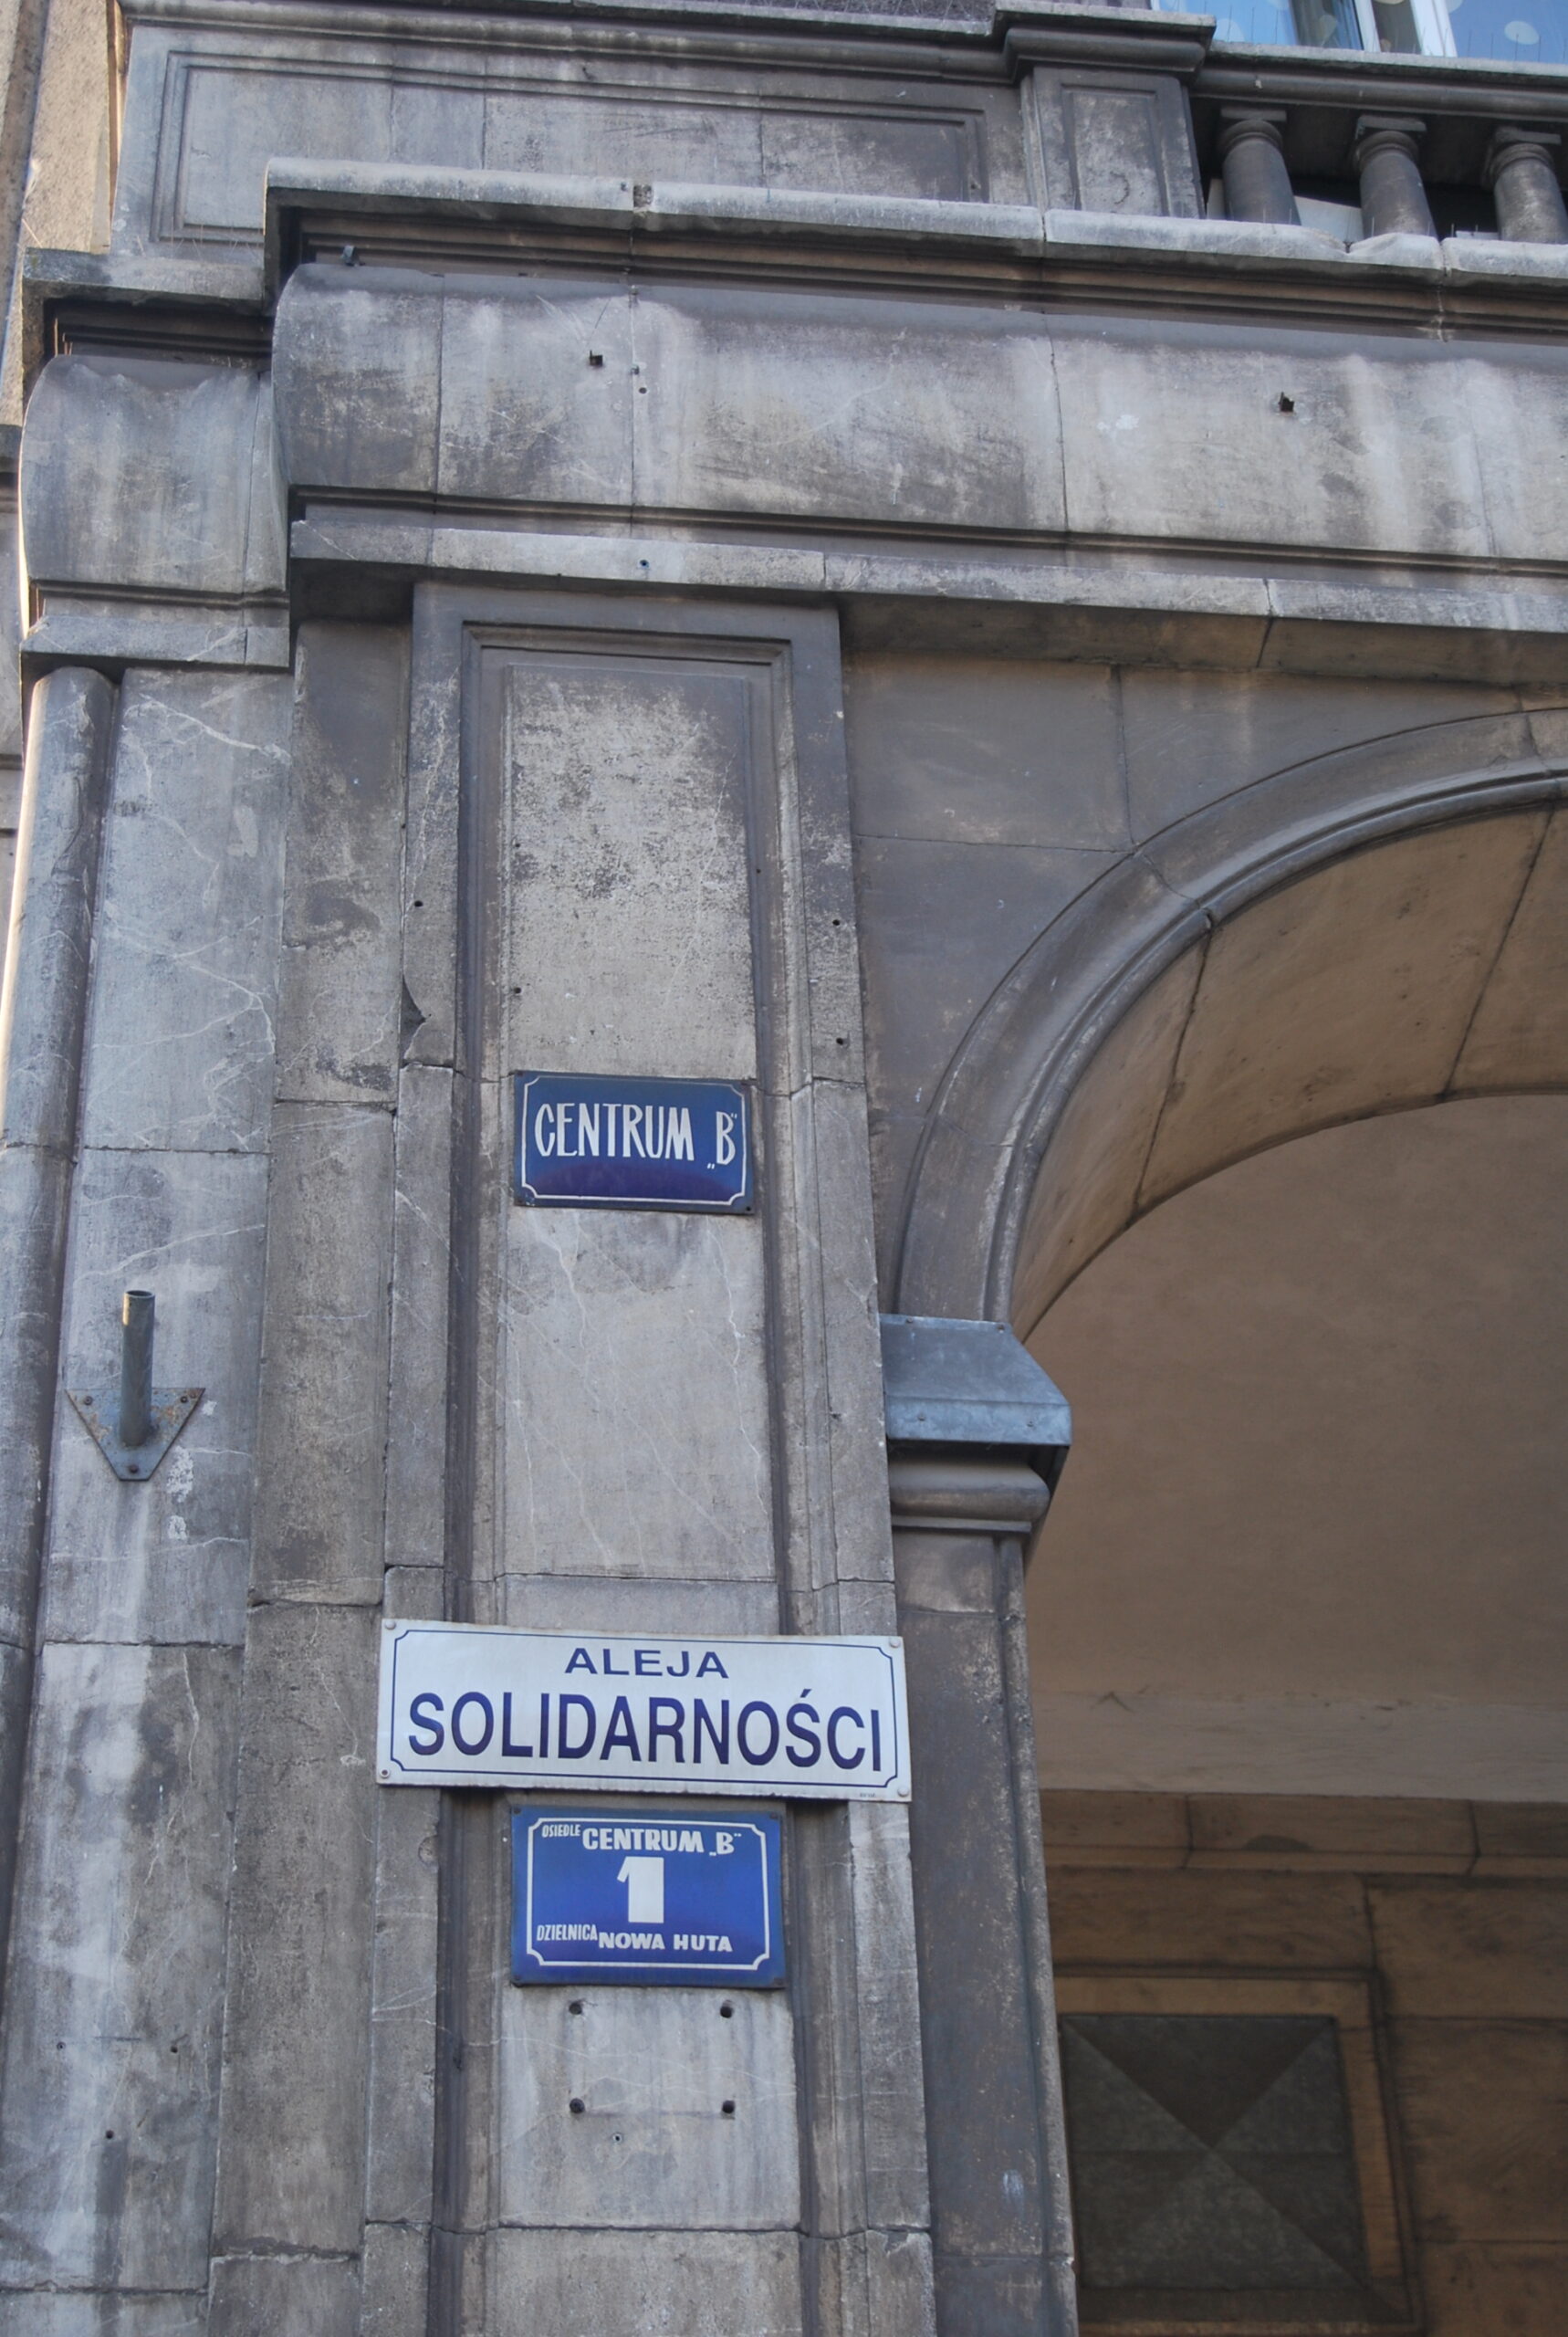 CENTRUM „B”
ALEJA
SOLIDARNOŚCI
OSIEDLE CENTRUM „B”
1
DZIELNICA NOWA HUTA